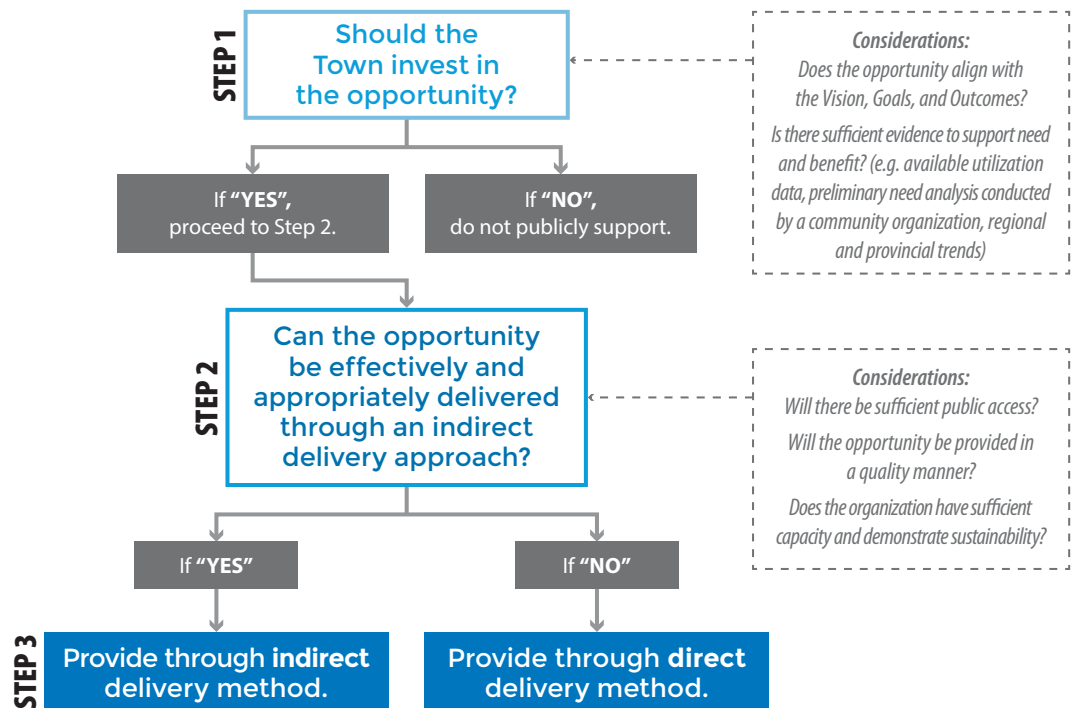 STEP 1
Should the
Town invest in
the opportunity?
Considerations:
Does the opportunity align with
the Vision, Goals, and Outcomes?
Is there sufficient evidence to support need
and benefit? (e.g. available utilization
data, preliminary need analysis conducted
by a community organization, regional
and provincial trends)
If “YES”,
proceed to Step 2.
If “NO”,
do not publicly support.
STEP 2
Can the opportunity
be effectively and
appropriately delivered
through an indirect
delivery approach?
Considerations:
Will there be sufficient public access?
Will the opportunity be provided in
a quality manner?
Does the organization have sufficient
capacity and demonstrate sustainability?
If “YES”
If “NO”
STEP 3
Provide through indirect
delivery method.
Provide through direct
delivery method.